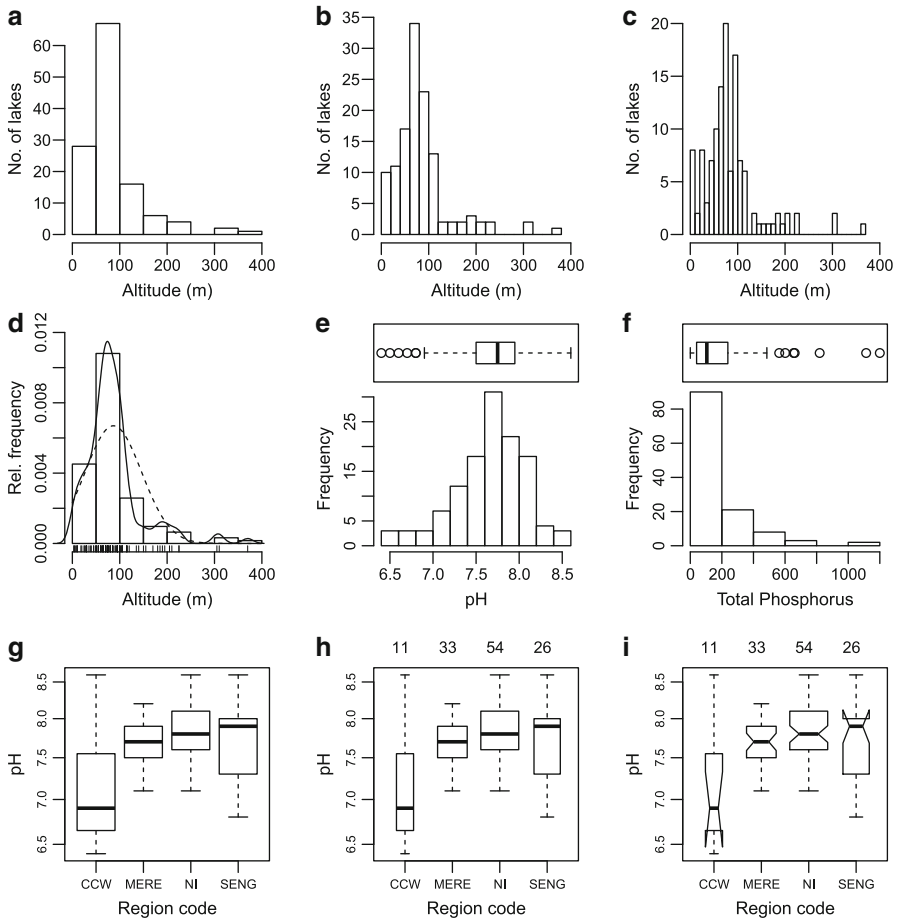 a
b
c
No. of lakes
0 10 20 30 40 50 60
0 100 200 300 400
Altitude (m)
No. of lakes
0 5 10 15 20 25 30 35
0 100 200 300 400
Altitude (m)
No. of lakes
0 5 10 15 20
0 100 200 300 400
Altitude (m)
d
e
f
Rel. frequency
0.000 0.004 0.008 0.012
0 100 200 300 400
Altitude (m)
Frequency
0 5 15 25
6.5 7.0 7.5 8.0 8.5
pH
Frequency
0 20 40 60 80
0 200 600 1000
Total Phosphorus
g
h
i
pH
6.5 7.0 7.5 8.0 8.5
CCW MERE NI SENG
Region code
11 33 54 26
pH
6.5 7.0 7.5 8.0 8.5
CCW MERE NI SENG
Region code
11 33 54 26
pH
6.5 7.0 7.5 8.0 8.5
CCW MERE NI SENG
Region code